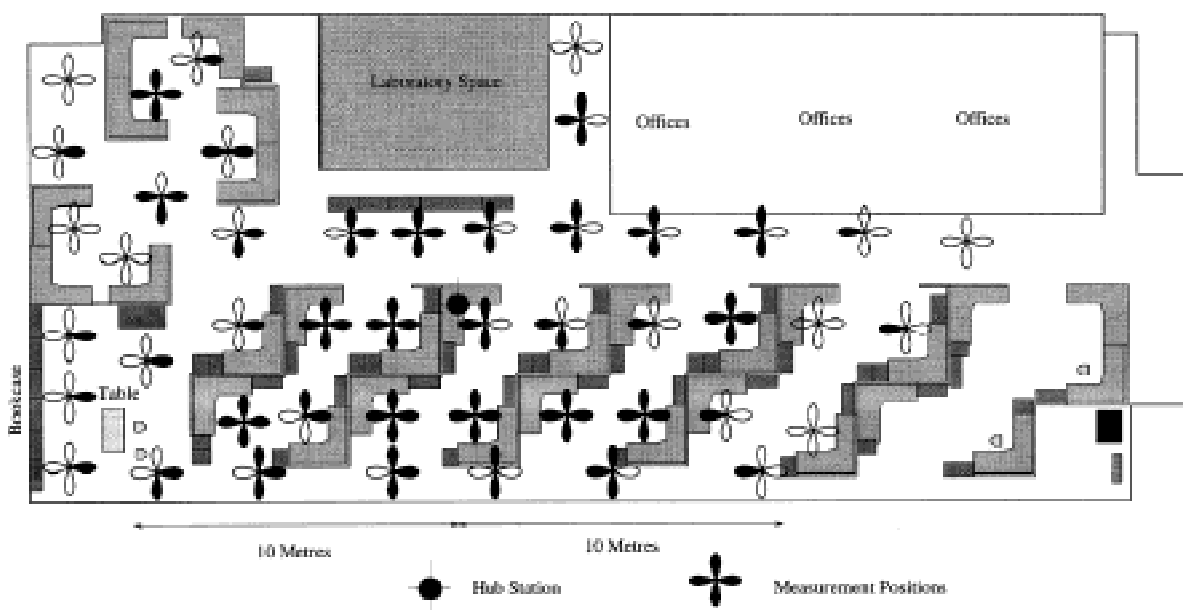 Laboratory Space
Offices
Offices
Offices
Bookcase
Table
10 Metres
10 Metres
Hub Station
Measurement Positions